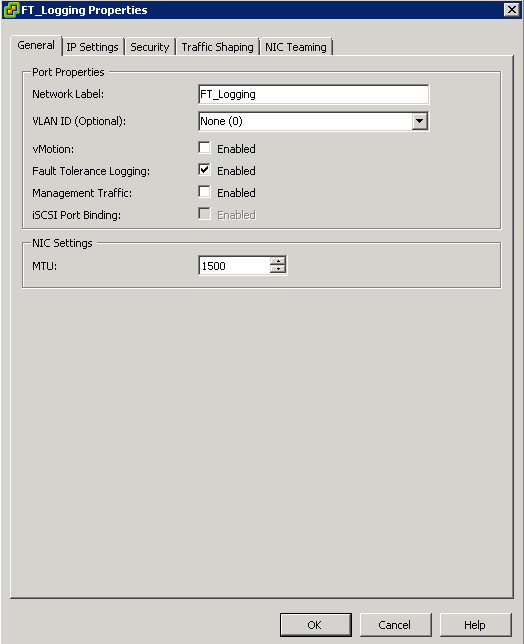 FT_Logging Properties
General IP Settings Security Traffic Shaping NIC Teaming
Port Properties
Network Label: FT_Logging
VLAN ID (Optional): None (0)
vMotion: Enabled
Fault Tolerance Logging: Enabled
Management Traffic: Enabled
iSCSI Port Binding: Enabled
NIC Settings
MTU: 1500
OK Cancel Help